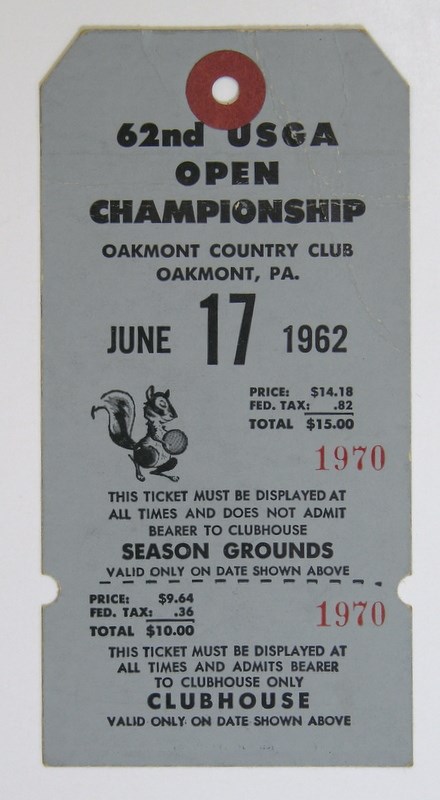 62nd USGA
OPEN
CHAMPIONSHIP
OAKMONT COUNTRY CLUB
OAKMONT, PA.
JUNE 17 1962
PRICE: $14.18
FED. TAX: .82
TOTAL $15.00
1970
THIS TICKET MUST BE DISPLAYED AT
ALL TIMES AND DOES NOT ADMIT
BEARER TO CLUBHOUSE
SEASON GROUNDS
VALID ONLY ON DATE SHOWN ABOVE
PRICE: $9.64
FED. TAX: .36
TOTAL $10.00
1970
THIS TICKET MUST BE DISPLAYED AT
ALL TIMES AND ADMITS BEARER
TO CLUBHOUSE ONLY
CLUBHOUSE
VALID ONLY ON DATE SHOWN ABOVE